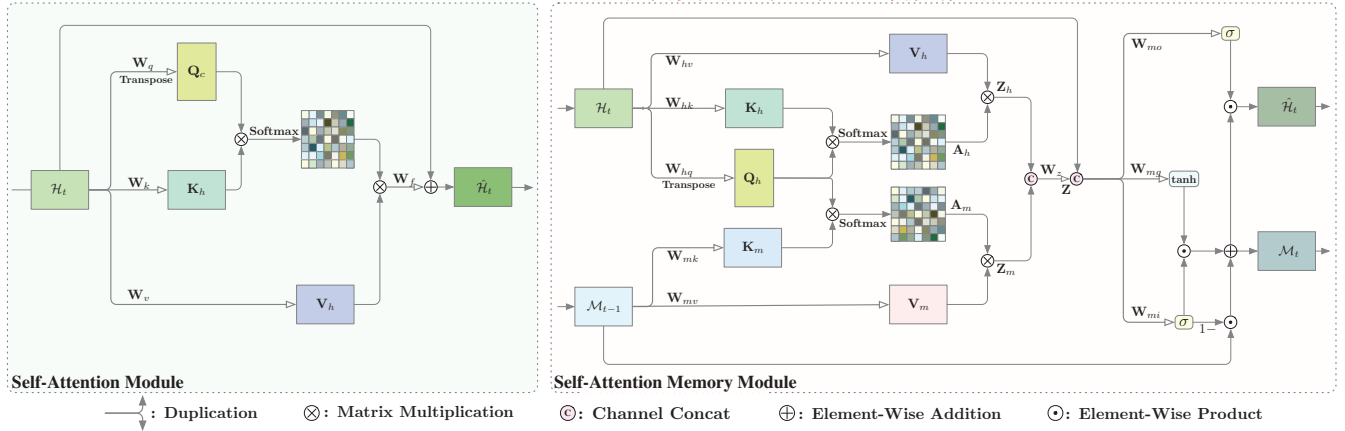 W_q
Transpose
Q_c
Softmax
H_t
W_k
K_h
W_f
Ĥ_t
W_v
V_h
Self-Attention Module
W_hv
V_h
Z_h
H_t
W_hk
K_h
Softmax
A_h
W_hq
Transpose
Q_h
A_m
Softmax
W_mk
K_m
Z_m
M_{t−1}
W_mv
V_m
C
W_z
Z
C
W_mo
σ
Ĥ_t
W_mg
tanh
M_t
W_mi
σ
1−
Self-Attention Memory Module
: Duplication
: Matrix Multiplication
C : Channel Concat
: Element-Wise Addition
: Element-Wise Product